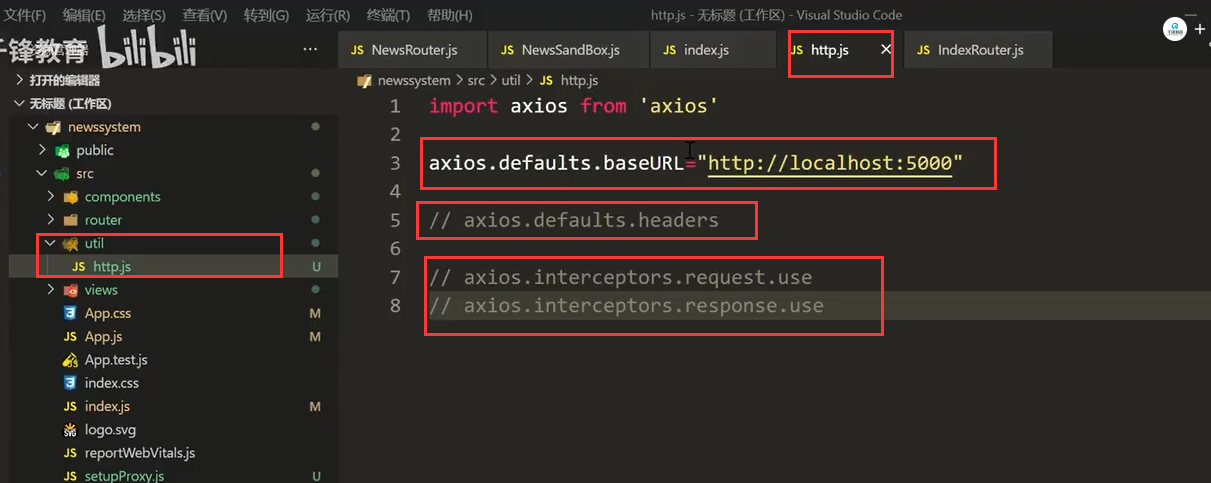 文件(F) 编辑(E) 选择(S) 查看(V) 转到(G) 运行(R) 终端(T) 帮助(H) http.js - 无标题 (工作区) - Visual Studio Code
千锋教育 bilibili ··· JS NewsRouter.js JS NewsSandBox.js JS index.js JS http.js JS IndexRouter.js
newssystem > src > util > JS http.js
打开的编辑器
无标题 (工作区)
newssystem
public
src
components
router
util
JS http.js U
views
App.css M
JS App.js M
App.test.js
index.css
JS index.js M
SVG logo.svg
JS reportWebVitals.js
JS setupProxy.js U
1 import axios from 'axios'
2
3 axios.defaults.baseURL="http://localhost:5000"
4
5 // axios.defaults.headers
6
7 // axios.interceptors.request.use
8 // axios.interceptors.response.use